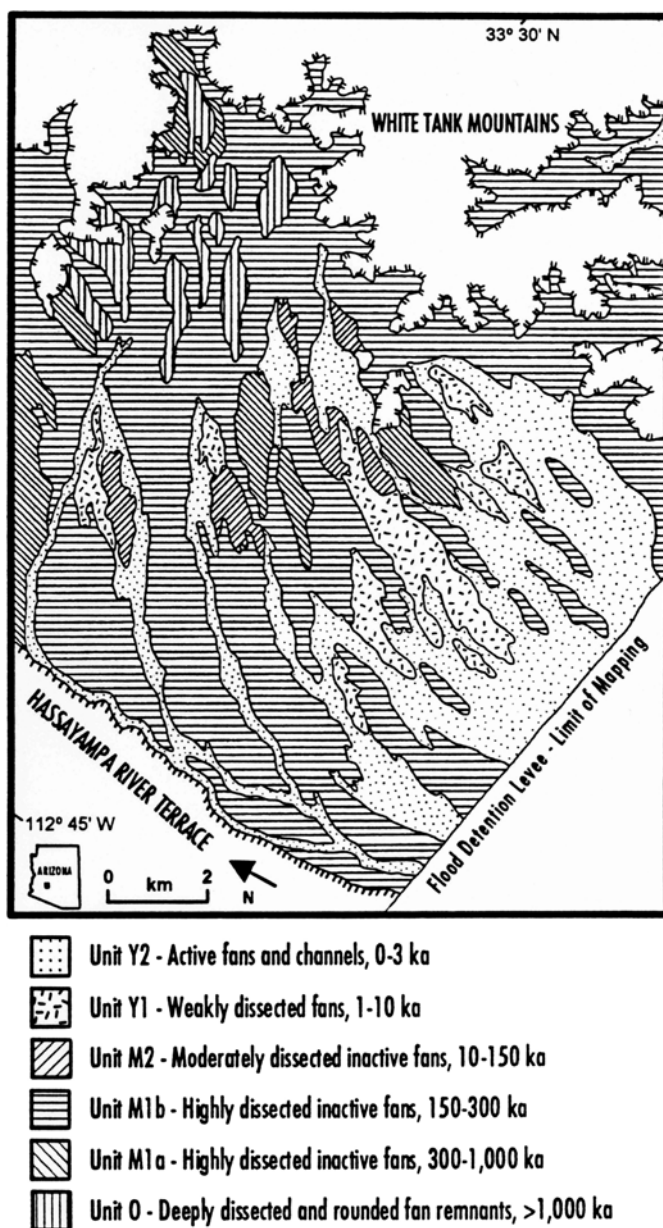 33° 30' N
WHITE TANK MOUNTAINS
HASSAYAMPA RIVER TERRACE
Flood Detention Levee - Limit of Mapping
112° 45' W
ARIZONA
0 km 2
N
Unit Y2 - Active fans and channels, 0-3 ka
Unit Y1 - Weakly dissected fans, 1-10 ka
Unit M2 - Moderately dissected inactive fans, 10-150 ka
Unit M1b - Highly dissected inactive fans, 150-300 ka
Unit M1a - Highly dissected inactive fans, 300-1,000 ka
Unit O - Deeply dissected and rounded fan remnants, >1,000 ka